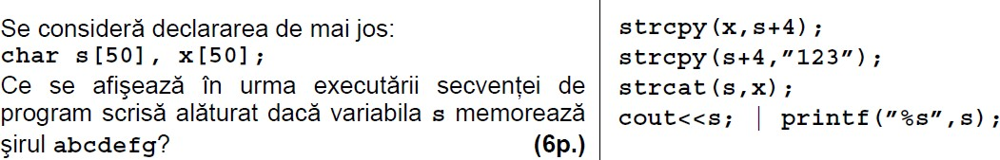 Se consideră declararea de mai jos:
char s[50], x[50];
Ce se afişează în urma executării secvenţei de
program scrisă alăturat dacă variabila s memorează
şirul abcdefg? (6p.)
strcpy(x,s+4);
strcpy(s+4,”123”);
strcat(s,x);
cout<<s; | printf(”%s”,s);